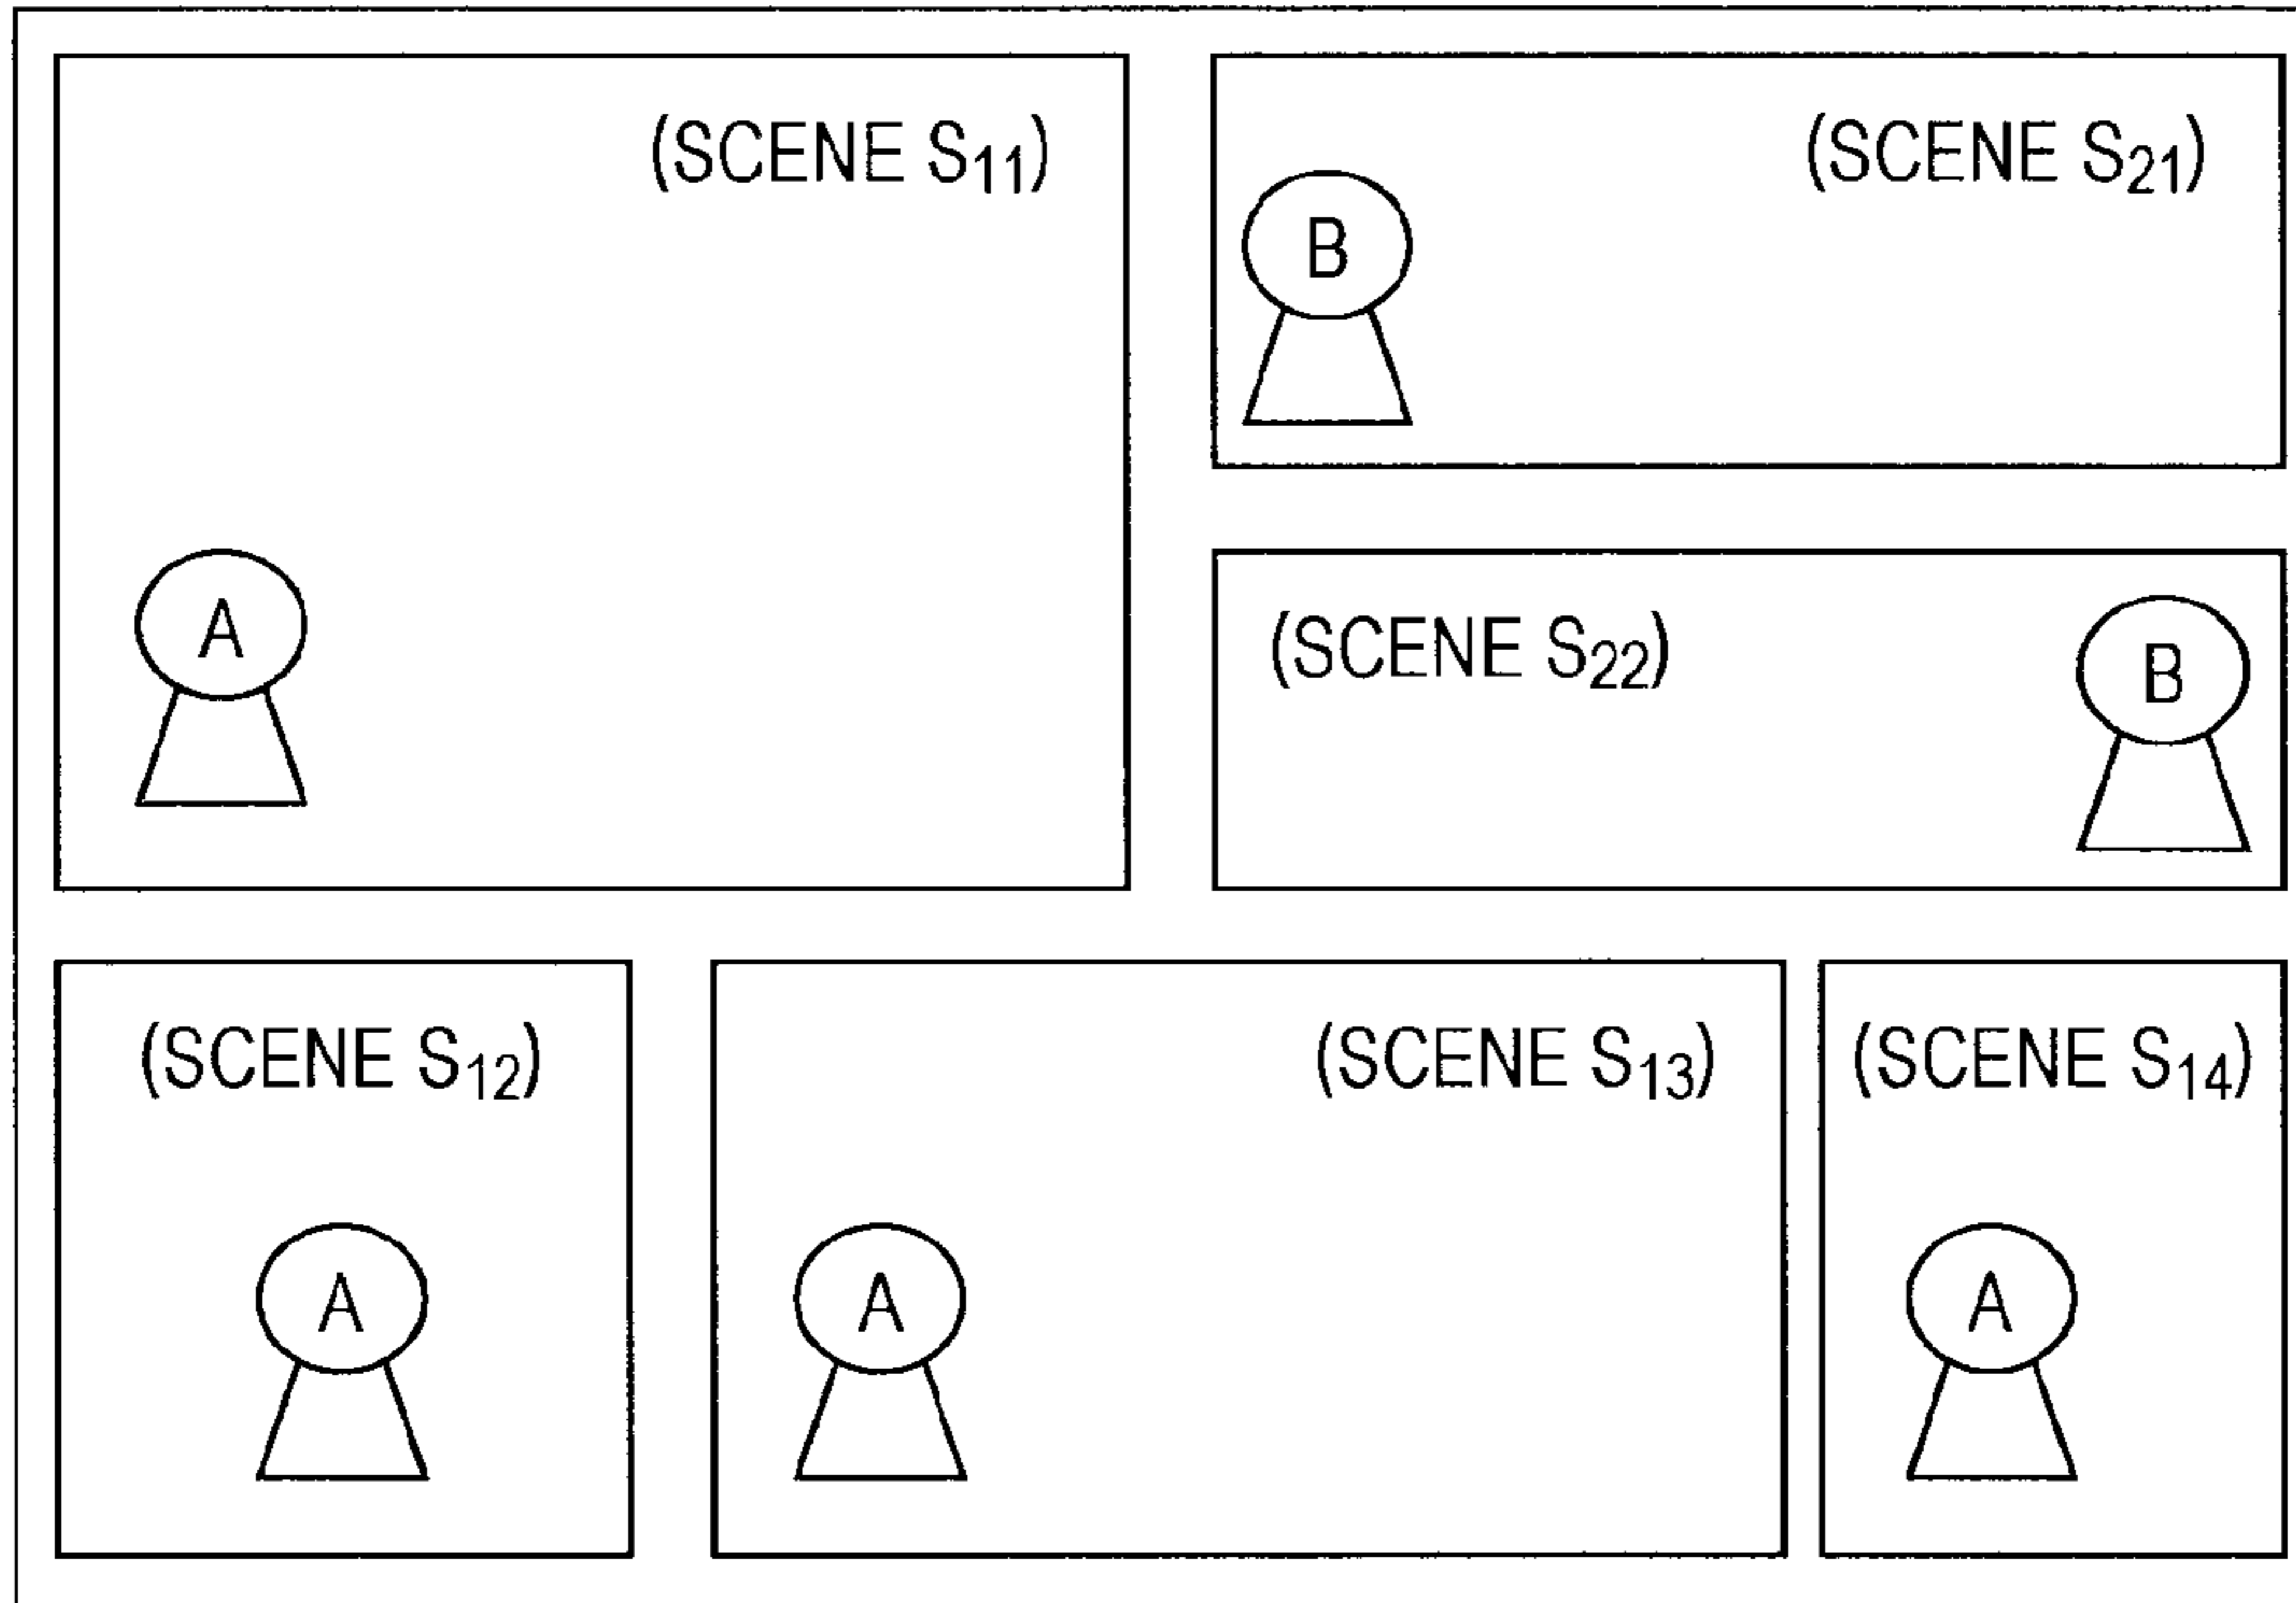 (SCENE S₁₁)
A
(SCENE S₂₁)
B
(SCENE S₂₂)
B
(SCENE S₁₂)
A
(SCENE S₁₃)
A
(SCENE S₁₄)
A